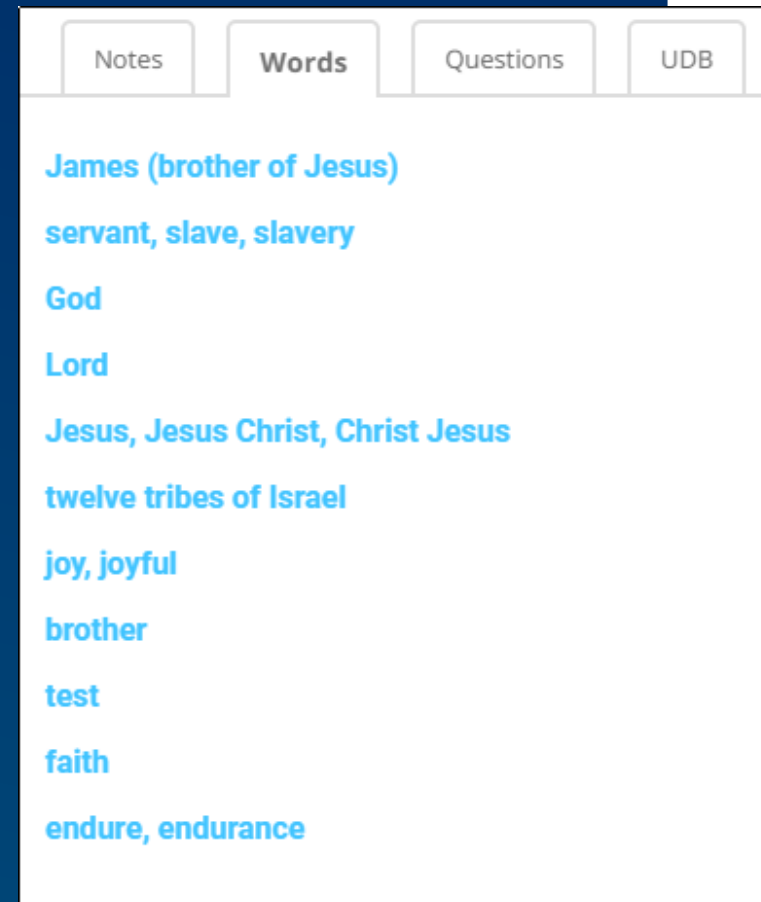 Notes Words Questions UDB
James (brother of Jesus)
servant, slave, slavery
God
Lord
Jesus, Jesus Christ, Christ Jesus
twelve tribes of Israel
joy, joyful
brother
test
faith
endure, endurance